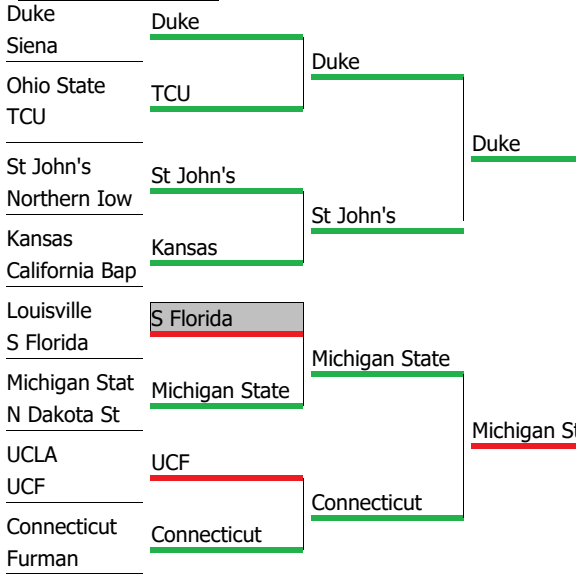 Duke
Siena
Ohio State
TCU
St John's
Northern Iow
Kansas
California Bap
Louisville
S Florida
Michigan Stat
N Dakota St
UCLA
UCF
Connecticut
Furman
Duke
TCU
St John's
Kansas
S Florida
Michigan State
UCF
Connecticut
Duke
St John's
Michigan State
Connecticut
Duke
Michigan St